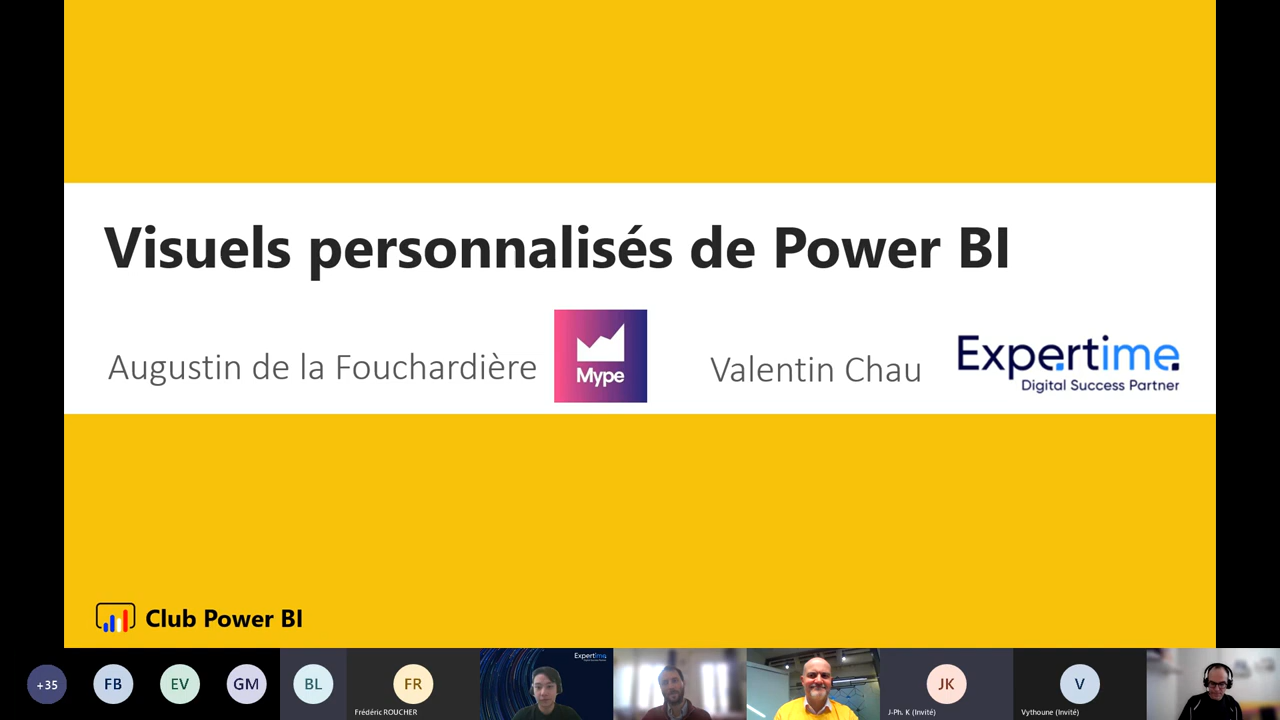 Visuels personnalisés de Power BI
Augustin de la Fouchardière
Mype
Valentin Chau
Expertime
Digital Success Partner
Club Power BI
+35
FB
EV
GM
BL
FR
Frédéric ROUCHER
Expertime
JK
J-Ph. K (Invité)
V
Vythoune (Invité)